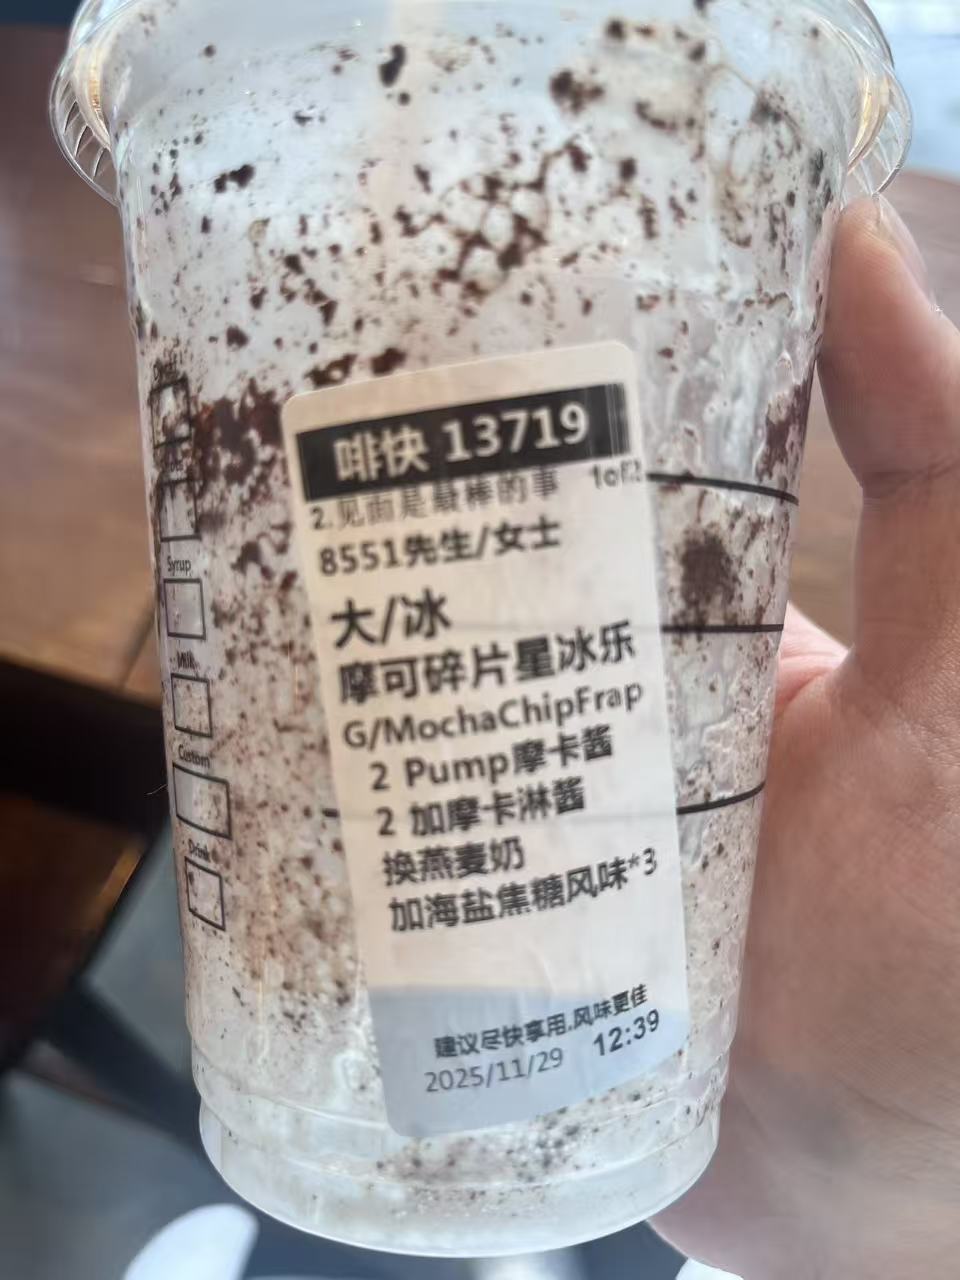 啡快 13719
2.见面是最棒的事 1of2
8551先生/女士
大/冰
摩可碎片星冰乐
G/MochaChipFrap
2 Pump摩卡酱
2 加摩卡淋酱
换燕麦奶
加海盐焦糖风味*3
建议尽快享用,风味更佳
2025/11/29 12:39
Decaf
Syrup
Milk
Custom
Drink